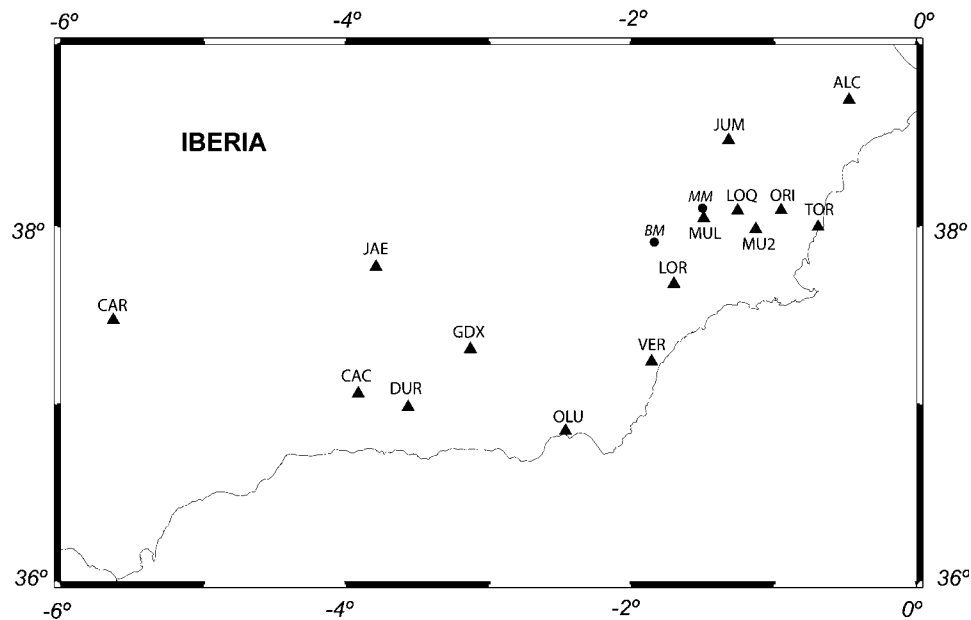 -6º -4º -2º 0º
ALC
IBERIA
JUM
MM LOQ ORI
TOR
38º 38º
BM MUL MU2
JAE
LOR
CAR
GDX
VER
CAC
DUR
OLU
36º 36º
-6º -4º -2º 0º